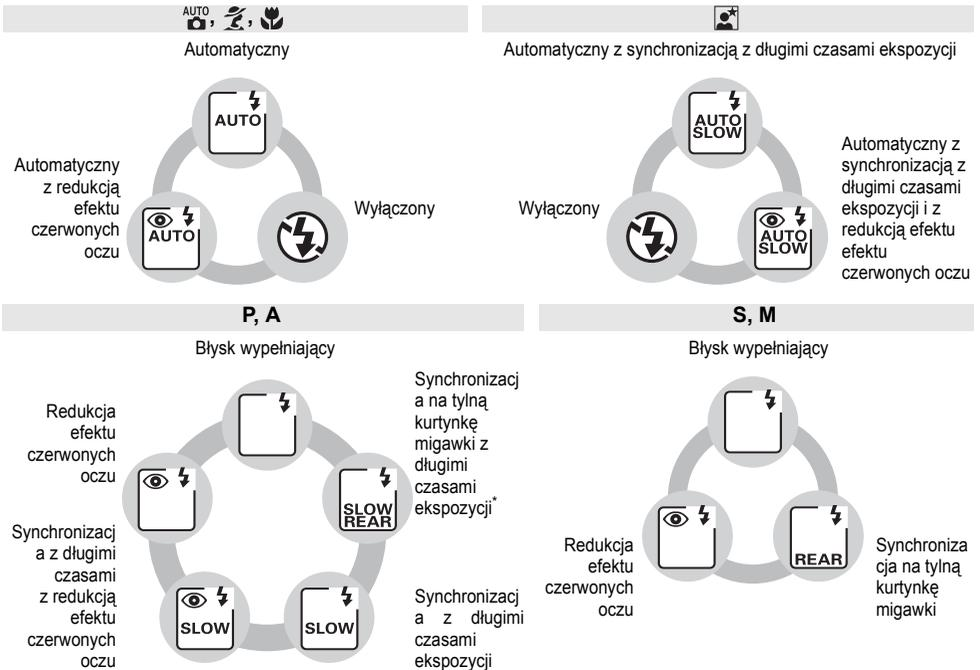 AUTO, , 
Automatyczny
AUTO
Automatyczny
z redukcją
efektu
czerwonych
oczu
AUTO
Wyłączony
Automatyczny z synchronizacją z długimi czasami ekspozycji
AUTO
SLOW
Wyłączony
AUTO
SLOW
Automatyczny z
synchronizacją z
długimi czasami
ekspozycji i z
redukcją efektu
efektu
czerwonych oczu
P, A
Błysk wypełniający
Redukcja
efektu
czerwonych
oczu
Synchronizacj
a na tylną
kurtynkę
migawki z
długimi
czasami
ekspozycji*
SLOW
REAR
Synchronizacj
a z długimi
czasami
z redukcją
efektu
czerwonych
oczu
SLOW
SLOW
Synchronizacj
a z długimi
czasami
ekspozycji
S, M
Błysk wypełniający
Redukcja
efektu
czerwonych
oczu
REAR
Synchroniza
cja na tylną
kurtynkę
migawki